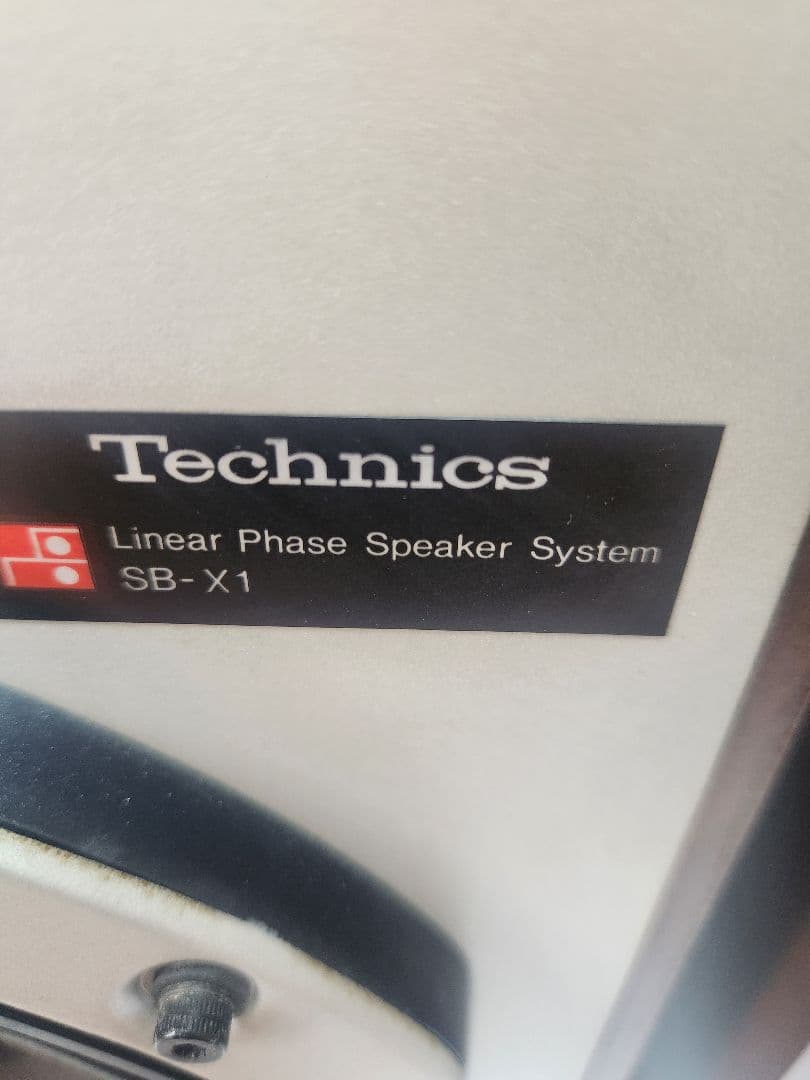 Technics
Linear Phase Speaker System
SB-X1